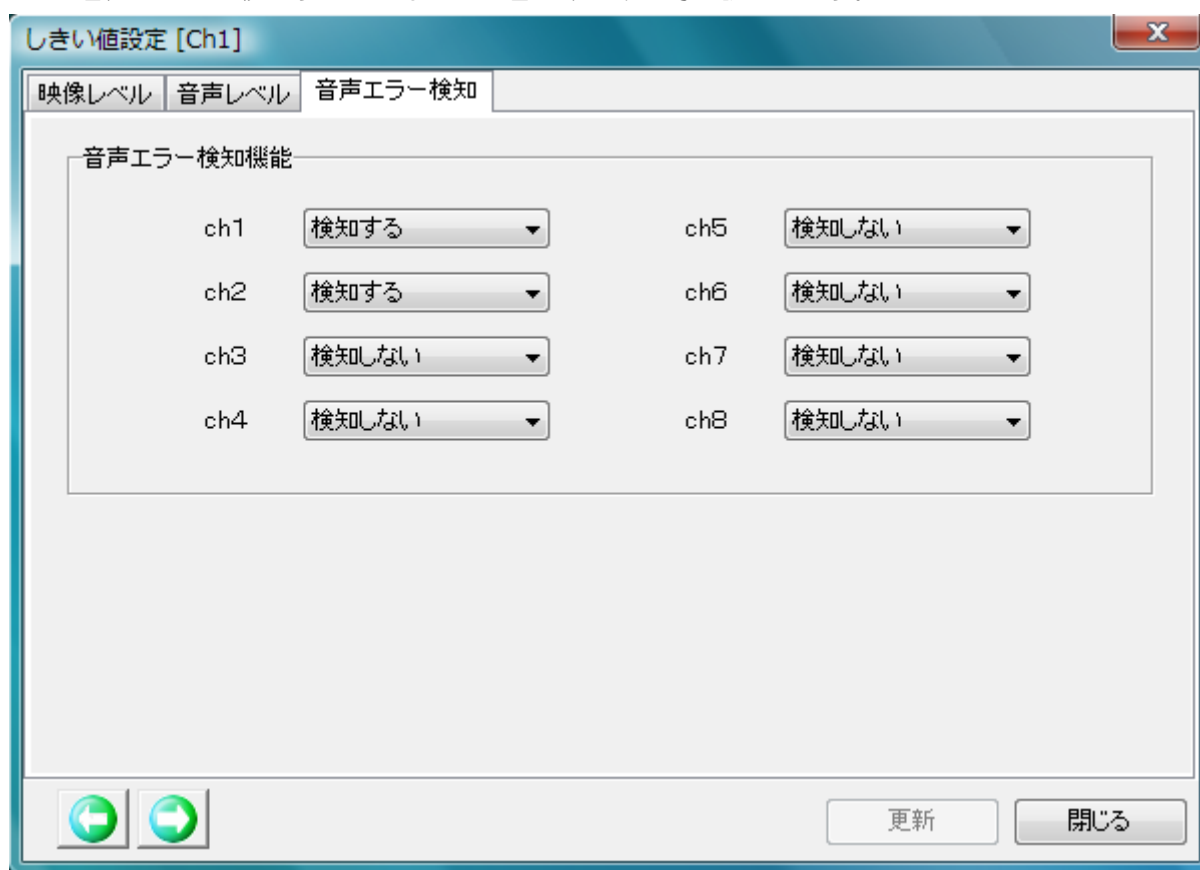 しきい値設定 [Ch1]
映像レベル 音声レベル 音声エラー検知
音声エラー検知機能
ch1 検知する ch5 検知しない
ch2 検知する ch6 検知しない
ch3 検知しない ch7 検知しない
ch4 検知しない ch8 検知しない
更新 閉じる